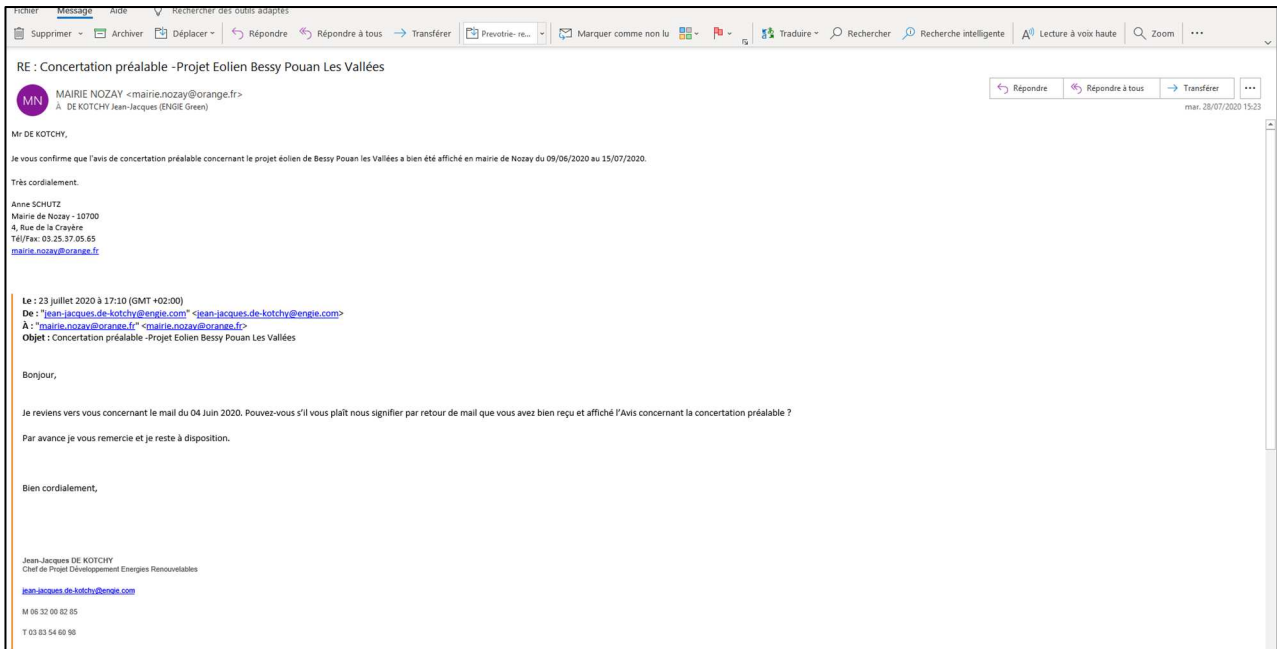 Fichier Message Aide Rechercher des outils adaptés
Supprimer Archiver Déplacer Répondre Répondre à tous Transférer Prevotrie- re... Marquer comme non lu Traduire Rechercher Recherche intelligente Lecture à voix haute Zoom ...
RE : Concertation préalable -Projet Eolien Bessy Pouan Les Vallées
MN
MAIRIE NOZAY <mairie.nozay@orange.fr>
À DE KOTCHY Jean-Jacques (ENGIE Green)
Répondre Répondre à tous Transférer ...
mar. 28/07/2020 15:23
Mr DE KOTCHY,
Je vous confirme que l'avis de concertation préalable concernant le projet éolien de Bessy Pouan les Vallées a bien été affiché en mairie de Nozay du 09/06/2020 au 15/07/2020.
Très cordialement.
Anne SCHUTZ
Mairie de Nozay - 10700
4, Rue de la Crayère
Tél/Fax: 03.25.37.05.65
mairie.nozay@orange.fr
Le : 23 juillet 2020 à 17:10 (GMT +02:00)
De : "jean-jacques.de-kotchy@engie.com" <jean-jacques.de-kotchy@engie.com>
À : "mairie.nozay@orange.fr" <mairie.nozay@orange.fr>
Objet : Concertation préalable -Projet Eolien Bessy Pouan Les Vallées
Bonjour,
Je reviens vers vous concernant le mail du 04 Juin 2020. Pouvez-vous s'il vous plaît nous signifier par retour de mail que vous avez bien reçu et affiché l'Avis concernant la concertation préalable ?
Par avance je vous remercie et je reste à disposition.
Bien cordialement,
Jean-Jacques DE KOTCHY
Chef de Projet Développement Energies Renouvelables
jean-jacques.de-kotchy@engie.com
M 06 32 00 82 85
T 03 83 54 60 98